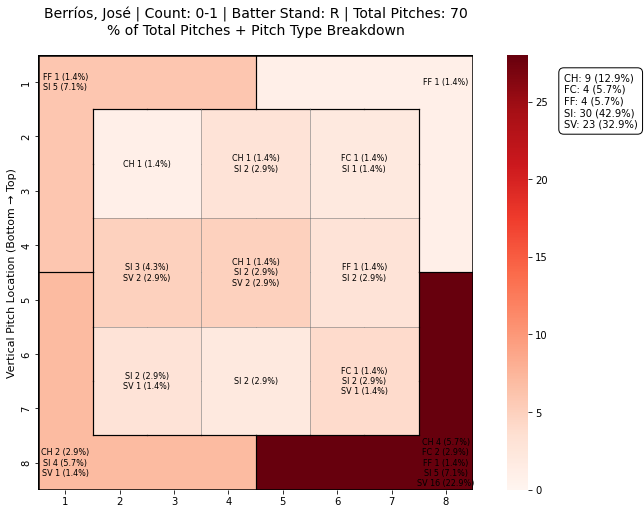 Berríos, José | Count: 0-1 | Batter Stand: R | Total Pitches: 70
% of Total Pitches + Pitch Type Breakdown
FF 1 (1.4%)
SI 5 (7.1%)
FF 1 (1.4%)
CH 1 (1.4%)
CH 1 (1.4%)
SI 2 (2.9%)
FC 1 (1.4%)
SI 1 (1.4%)
SI 3 (4.3%)
SV 2 (2.9%)
CH 1 (1.4%)
SI 2 (2.9%)
SV 2 (2.9%)
FF 1 (1.4%)
SI 2 (2.9%)
SI 2 (2.9%)
SV 1 (1.4%)
SI 2 (2.9%)
FC 1 (1.4%)
SI 2 (2.9%)
SV 1 (1.4%)
CH 2 (2.9%)
SI 4 (5.7%)
SV 1 (1.4%)
CH 4 (5.7%)
FC 2 (2.9%)
FF 1 (1.4%)
SI 5 (7.1%)
SV 16 (22.9%)
Vertical Pitch Location (Bottom → Top)
1
2
3
4
5
6
7
8
1 2 3 4 5 6 7 8
25
20
15
10
5
0
CH: 9 (12.9%)
FC: 4 (5.7%)
FF: 4 (5.7%)
SI: 30 (42.9%)
SV: 23 (32.9%)